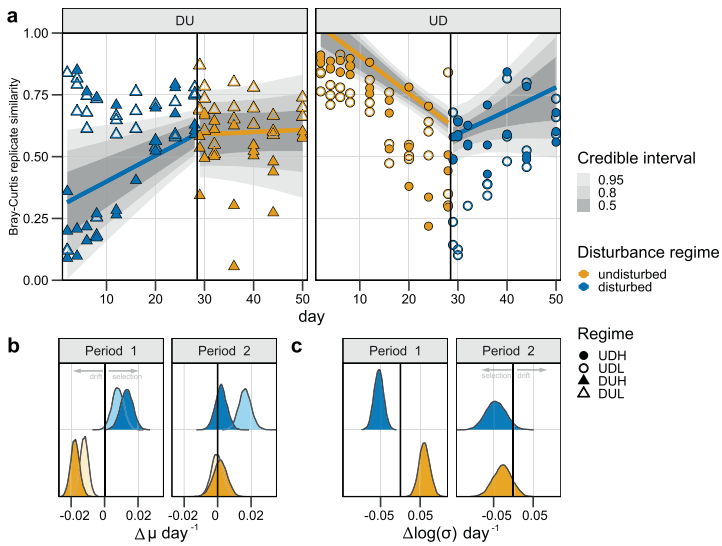 a
DU
UD
Bray-Curtis replicate similarity
1.00
0.75
0.50
0.25
0.00
10 20 30 40 50
10 20 30 40 50
day
Credible interval
0.95
0.8
0.5
Disturbance regime
undisturbed
disturbed
Regime
UDH
UDL
DUH
DUL
b
Period 1
Period 2
drift
selection
-0.02 0 0.02
-0.02 0 0.02
Δμ day⁻¹
c
Period 1
Period 2
selection
drift
-0.05 0.05
-0.05 0.05
Δlog(σ) day⁻¹